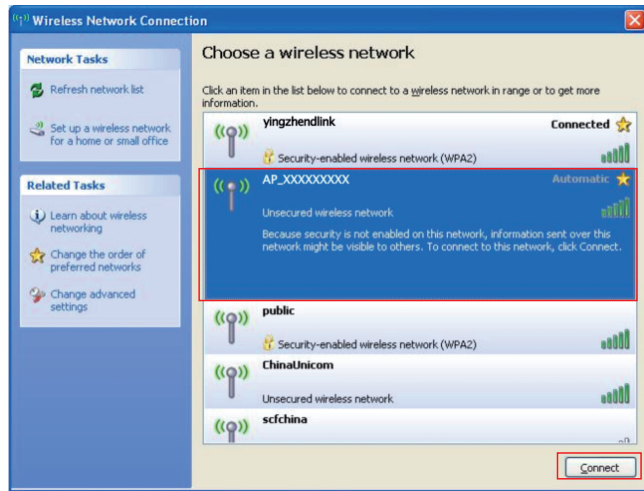 Wireless Network Connection
Network Tasks
Refresh network list
Set up a wireless network
for a home or small office
Related Tasks
Learn about wireless
networking
Change the order of
preferred networks
Change advanced
settings
Choose a wireless network
Click an item in the list below to connect to a wireless network in range or to get more
information.
yingzhendlink
Connected
Security-enabled wireless network (WPA2)
AP_XXXXXXXXX
Automatic
Unsecured wireless network
Because security is not enabled on this network, information sent over this
network might be visible to others. To connect to this network, click Connect.
public
Security-enabled wireless network (WPA2)
ChinaUnicom
Unsecured wireless network
scfchina
Connect